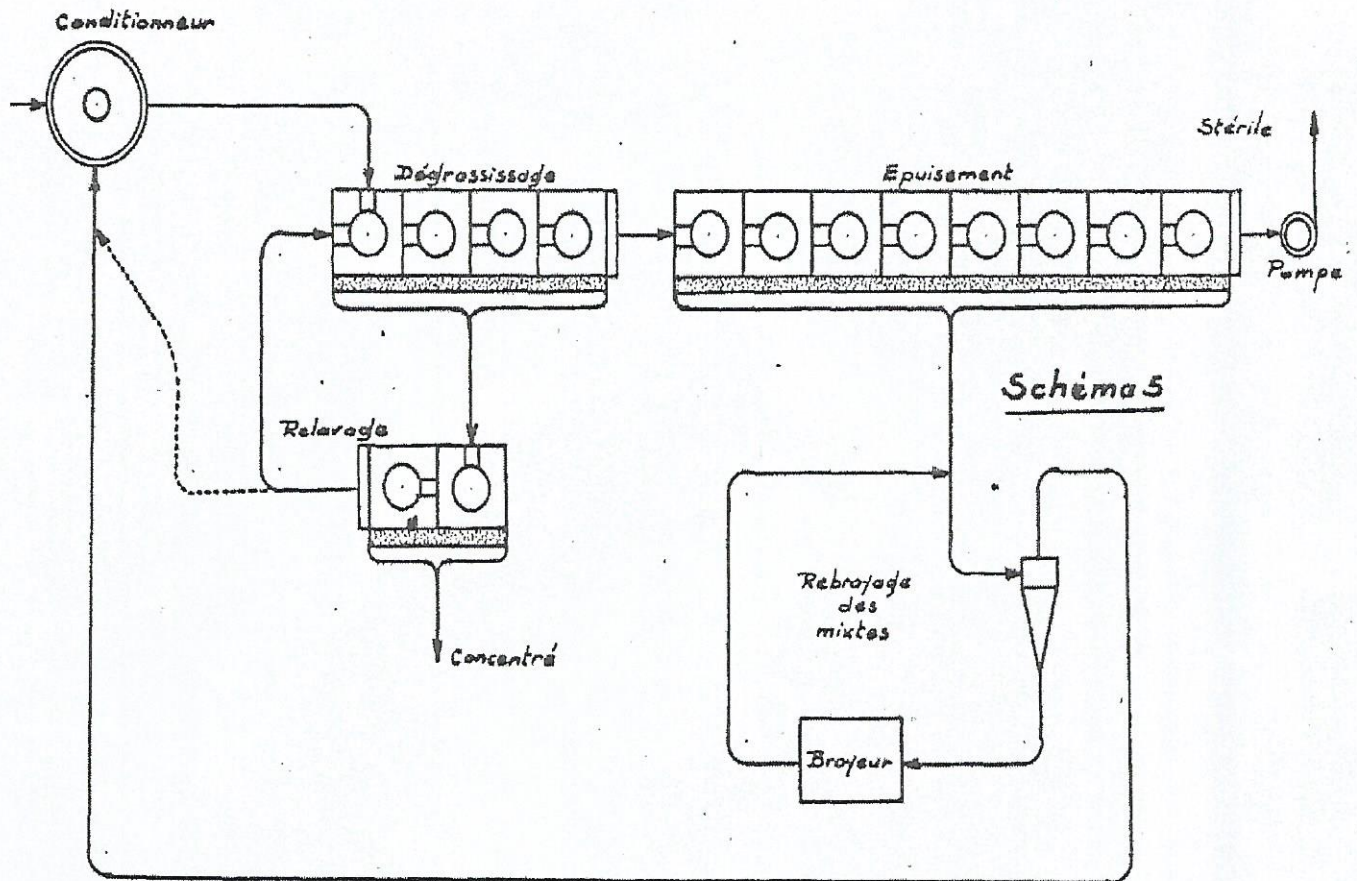 Conditionneur
Stérile
Dégrossissage
Epuisement
Pompe
Schéma 5
Relavage
Rebroyage
des
mixtes
Concentré
Broyeur